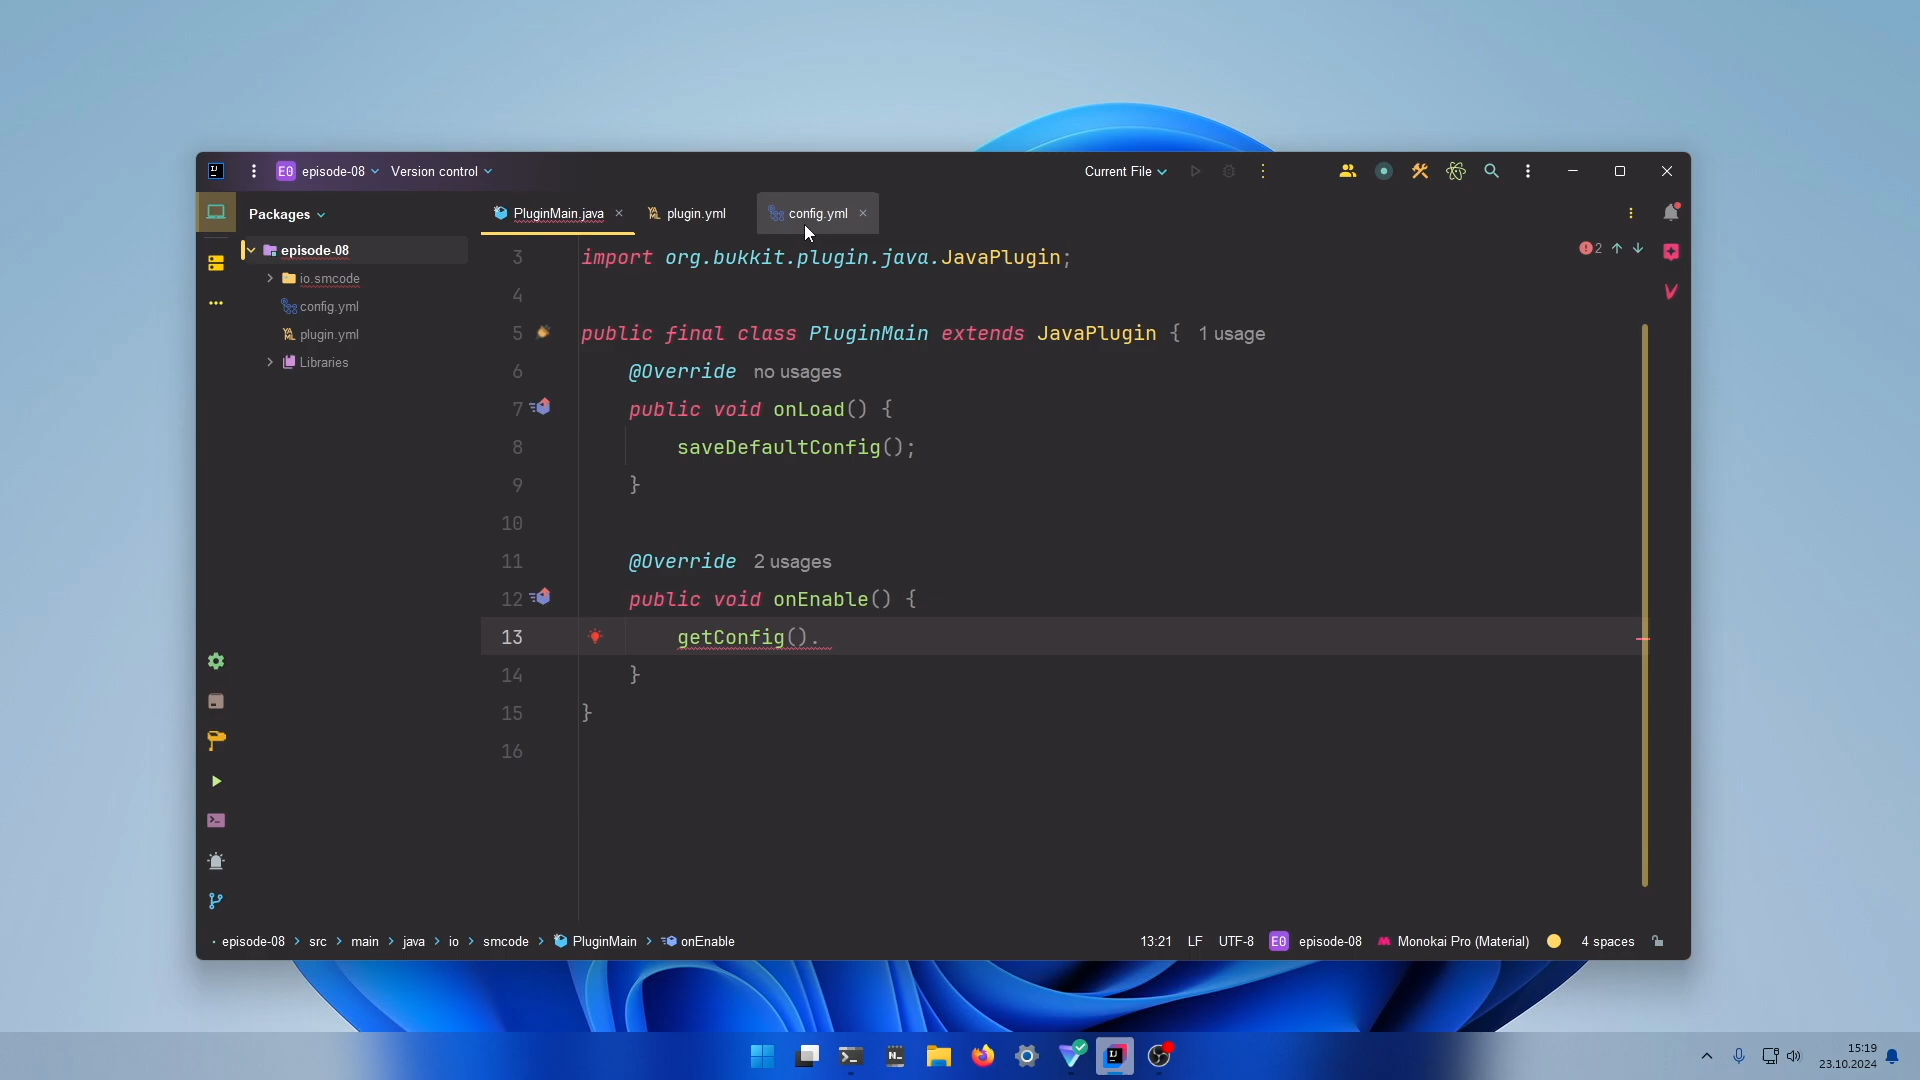 E0 episode-08 Version control Current File
Packages PluginMain.java plugin.yml config.yml
episode-08
io.smcode
config.yml
plugin.yml
Libraries
2
3 import org.bukkit.plugin.java.JavaPlugin;
4
5 public final class PluginMain extends JavaPlugin { 1 usage
6 @Override no usages
7 public void onLoad() {
8 saveDefaultConfig();
9 }
10
11 @Override 2 usages
12 public void onEnable() {
13 getConfig().
14 }
15 }
16
episode-08 > src > main > java > io > smcode > PluginMain > onEnable 13:21 LF UTF-8 E0 episode-08 Monokai Pro (Material) 4 spaces
15:19
23.10.2024